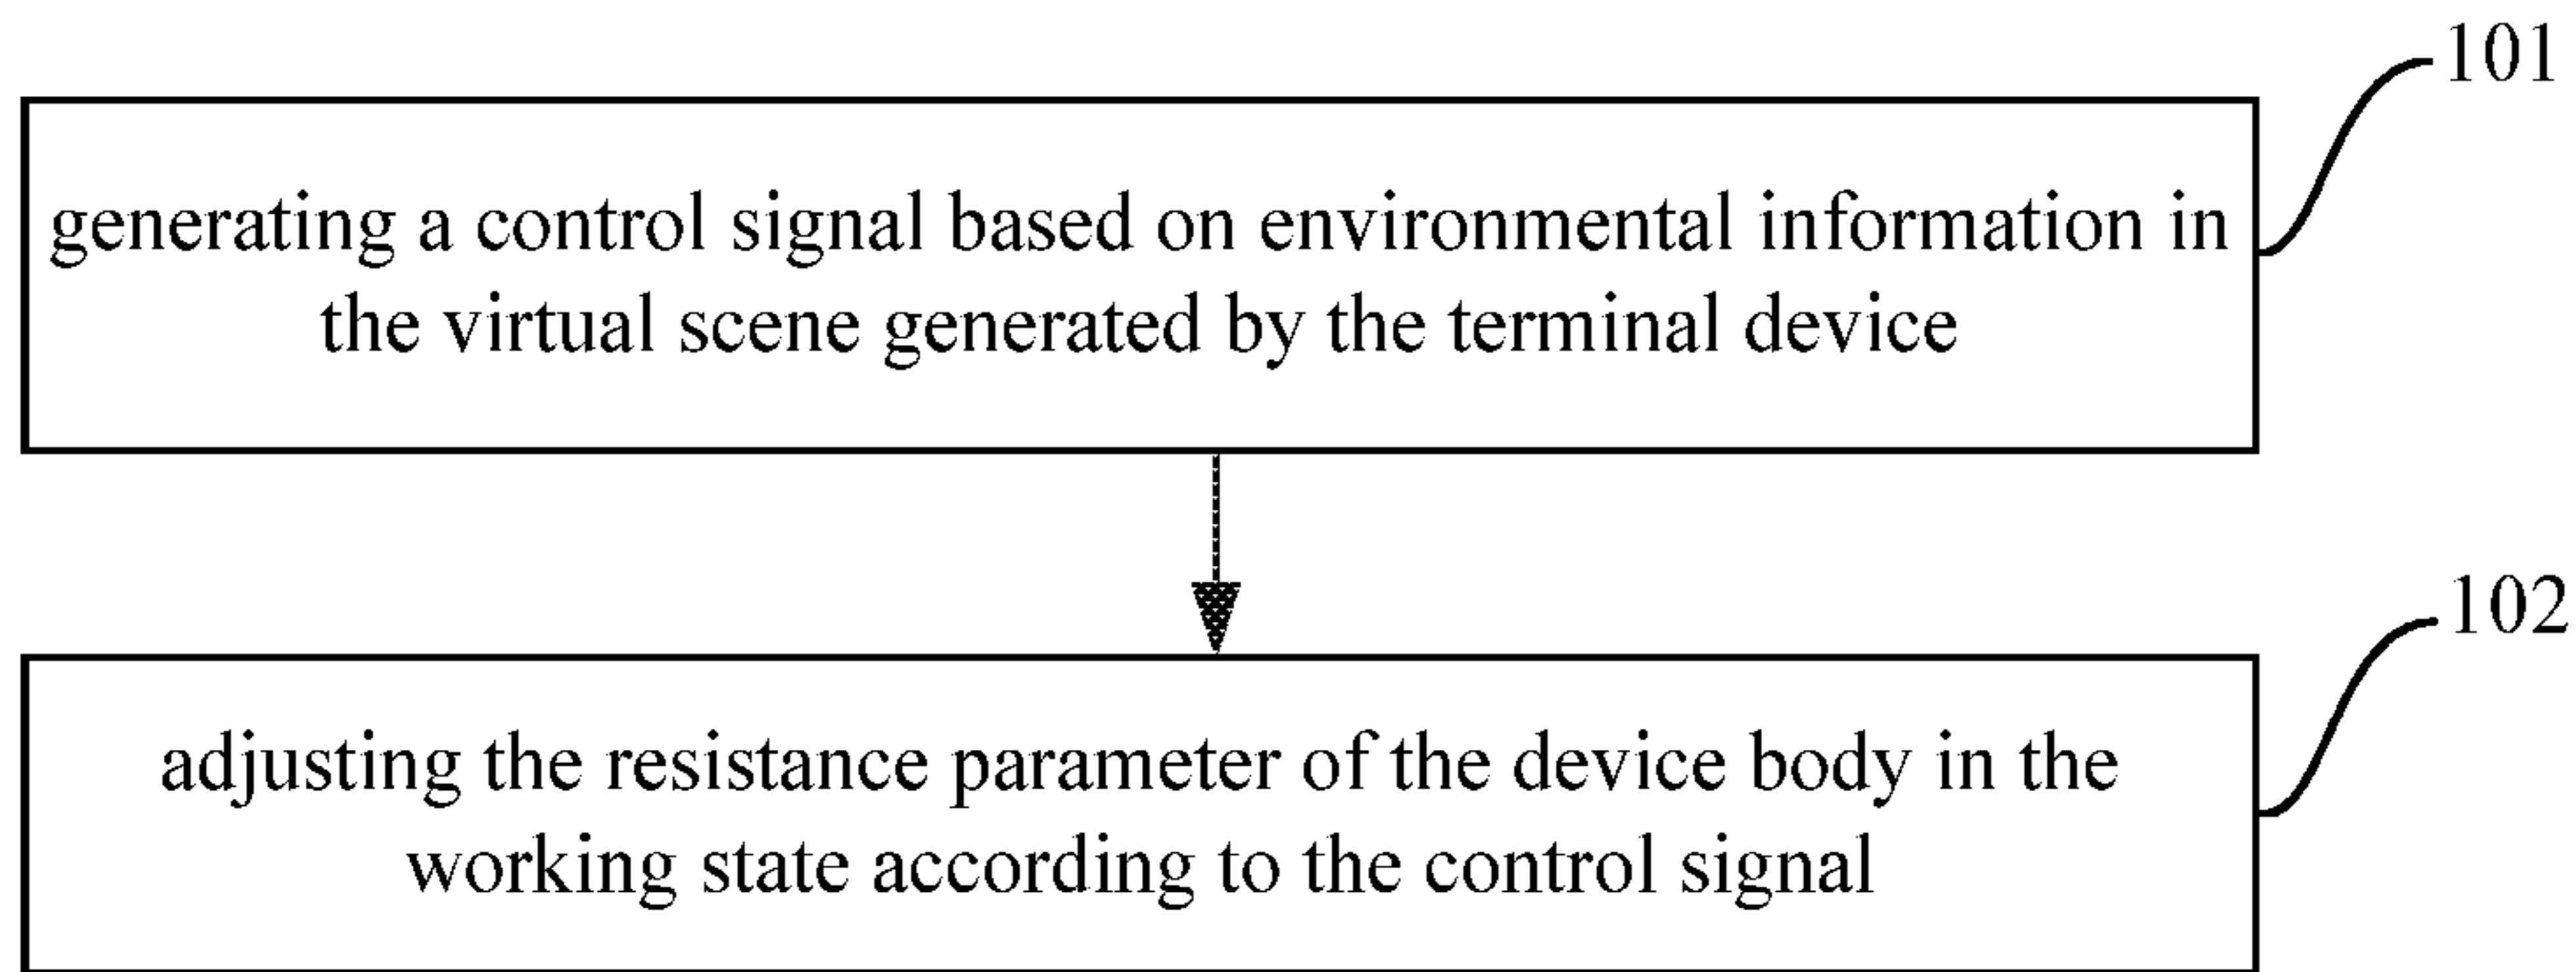 101
generating a control signal based on environmental information in
the virtual scene generated by the terminal device
102
adjusting the resistance parameter of the device body in the
working state according to the control signal